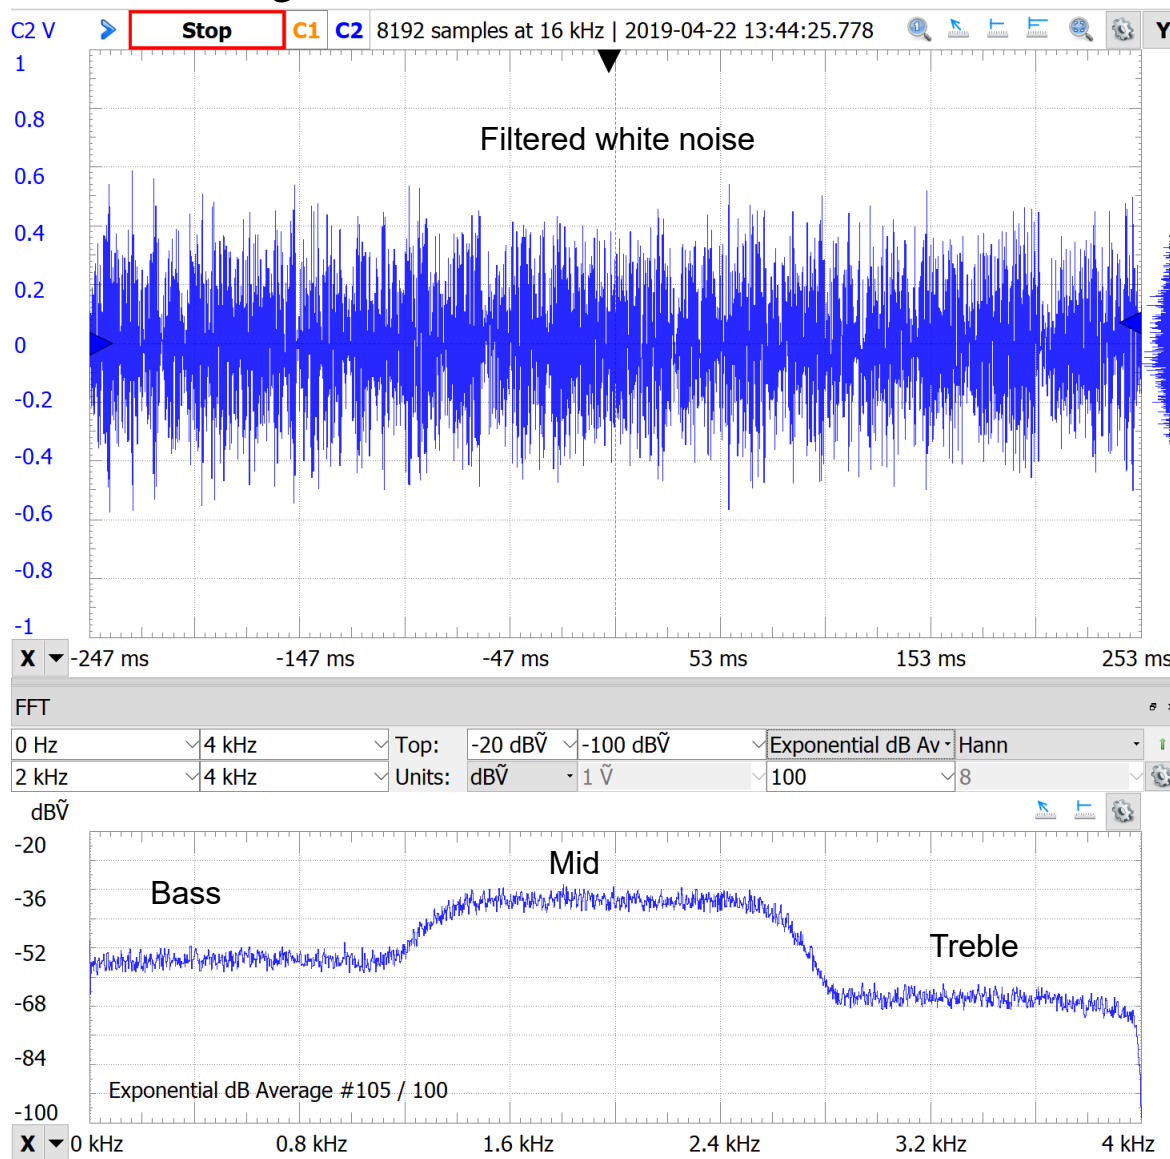 C2 V Stop C1 C2 8192 samples at 16 kHz | 2019-04-22 13:44:25.778 Y
1
Filtered white noise
0.8
0.6
0.4
0.2
0
-0.2
-0.4
-0.6
-0.8
-1
X -247 ms -147 ms -47 ms 53 ms 153 ms 253 ms
FFT
0 Hz 4 kHz Top: -20 dBṼ -100 dBṼ Exponential dB Av Hann
2 kHz 4 kHz Units: dBṼ 1 Ṽ 100 8
dBṼ
-20
Mid
Bass
-36
Treble
-52
-68
-84
Exponential dB Average #105 / 100
-100
X 0 kHz 0.8 kHz 1.6 kHz 2.4 kHz 3.2 kHz 4 kHz